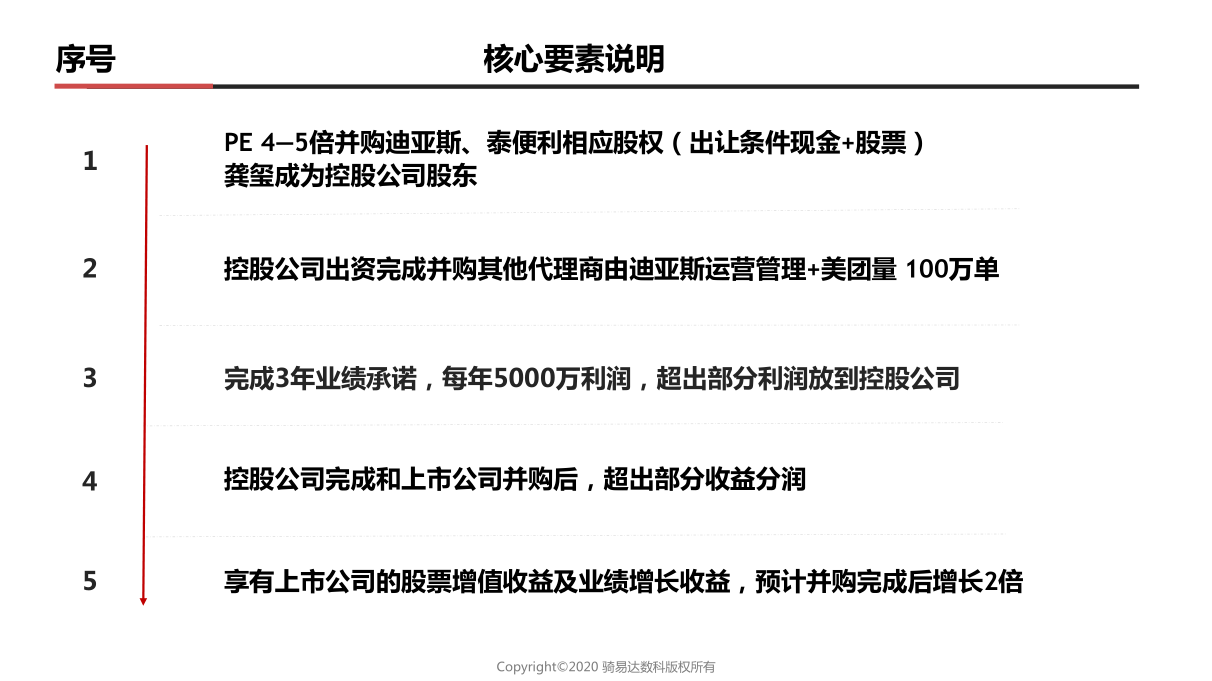 序号 核心要素说明
1 PE 4—5倍并购迪亚斯、泰便利相应股权（出让条件现金+股票）
龚玺成为控股公司股东
2 控股公司出资完成并购其他代理商由迪亚斯运营管理+美团量 100万单
3 完成3年业绩承诺，每年5000万利润，超出部分利润放到控股公司
4 控股公司完成和上市公司并购后，超出部分收益分润
5 享有上市公司的股票增值收益及业绩增长收益，预计并购完成后增长2倍
Copyright©2020 骑易达数科版权所有